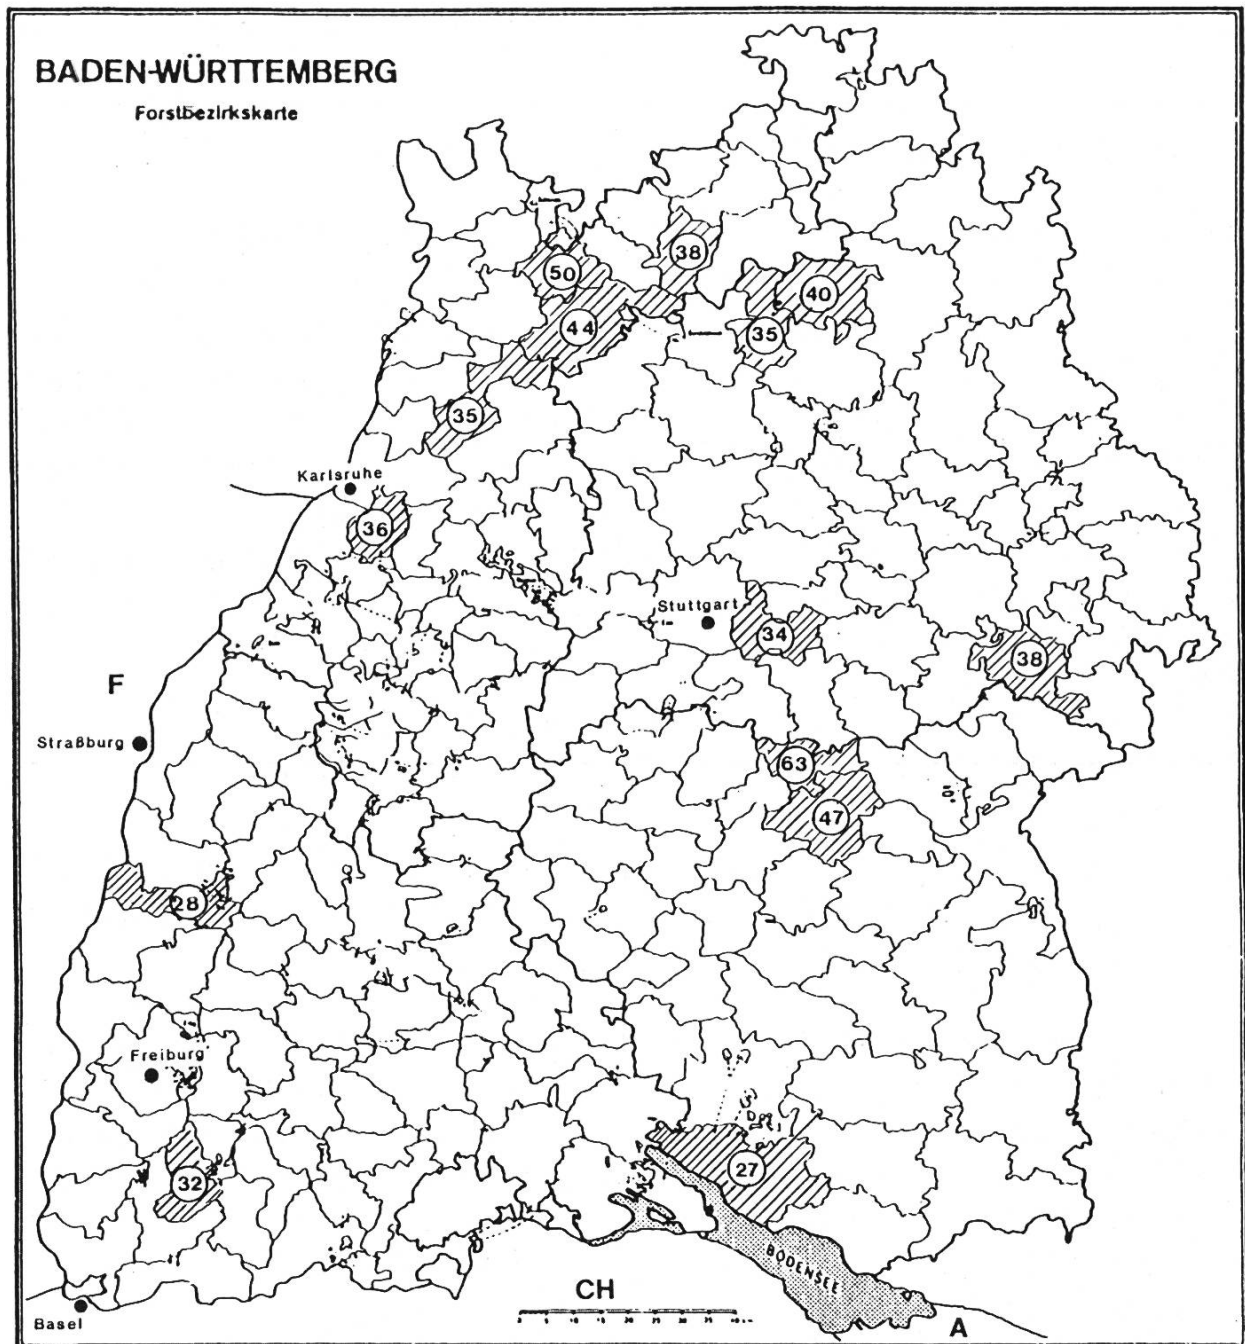 BADEN-WÜRTTEMBERG
Forstbezirkskarte
38
50
40
44
35
35
Karlsruhe
36
Stuttgart
34
38
F
Straßburg
63
47
28
Freiburg
27
32
BODENSEE
CH
Basel
A